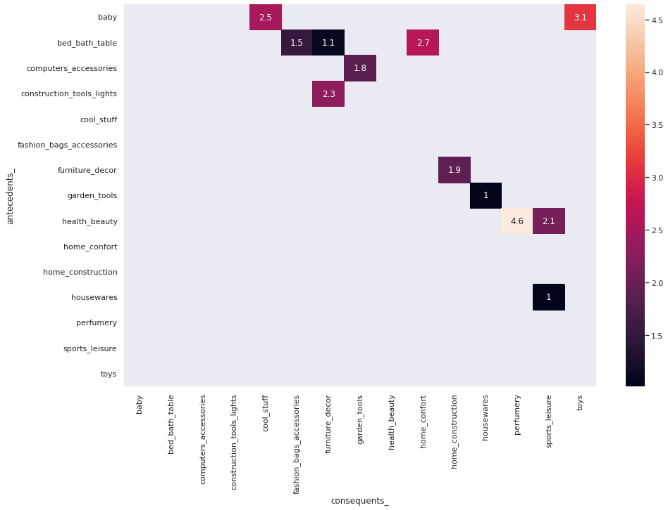 baby 2.5 3.1
bed_bath_table 1.5 1.1 2.7
computers_accessories 1.8
construction_tools_lights 2.3
cool_stuff
fashion_bags_accessories
furniture_decor 1.9
garden_tools 1
health_beauty 4.6 2.1
home_confort
home_construction
housewares 1
perfumery
sports_leisure
toys
antecedents_
baby
bed_bath_table
computers_accessories
construction_tools_lights
cool_stuff
fashion_bags_accessories
furniture_decor
garden_tools
health_beauty
home_confort
home_construction
housewares
perfumery
sports_leisure
toys
consequents_
4.5
4.0
3.5
3.0
2.5
2.0
1.5